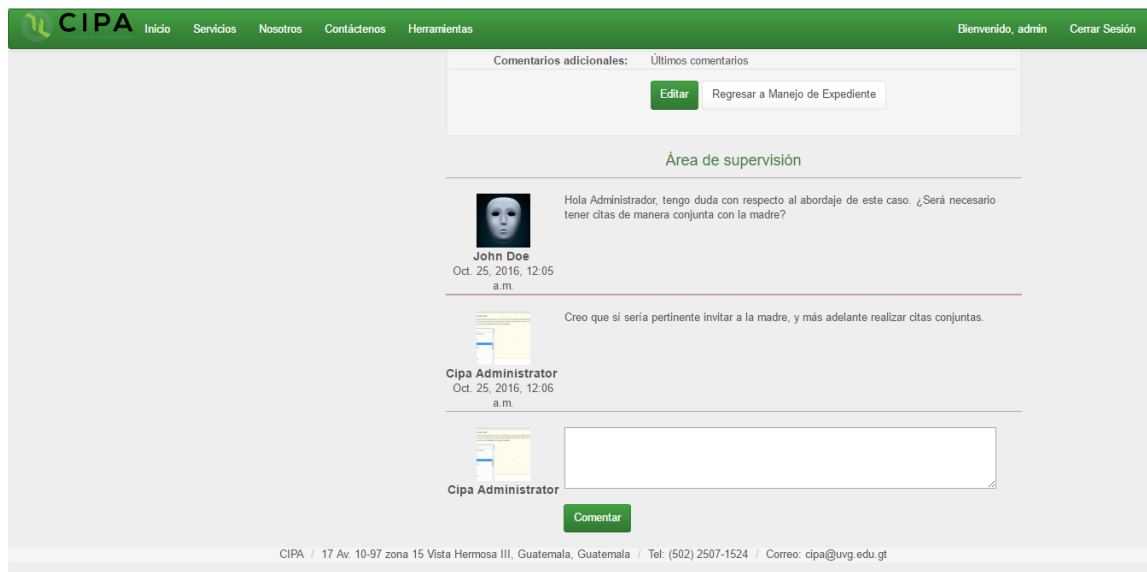 CIPA Inicio Servicios Nosotros Contáctenos Herramientas Bienvenido, admin Cerrar Sesión
Comentarios adicionales: Últimos comentarios
Editar Regresar a Manejo de Expediente
Área de supervisión
Hola Administrador, tengo duda con respecto al abordaje de este caso. ¿Será necesario
tener citas de manera conjunta con la madre?
John Doe
Oct. 25, 2016, 12:05
a.m.
Creo que sí sería pertinente invitar a la madre, y más adelante realizar citas conjuntas.
Cipa Administrator
Oct. 25, 2016, 12:06
a.m.
Cipa Administrator
Comentar
CIPA / 17 Av. 10-97 zona 15 Vista Hermosa III, Guatemala, Guatemala / Tel: (502) 2507-1524 / Correo: cipa@uvg.edu.gt